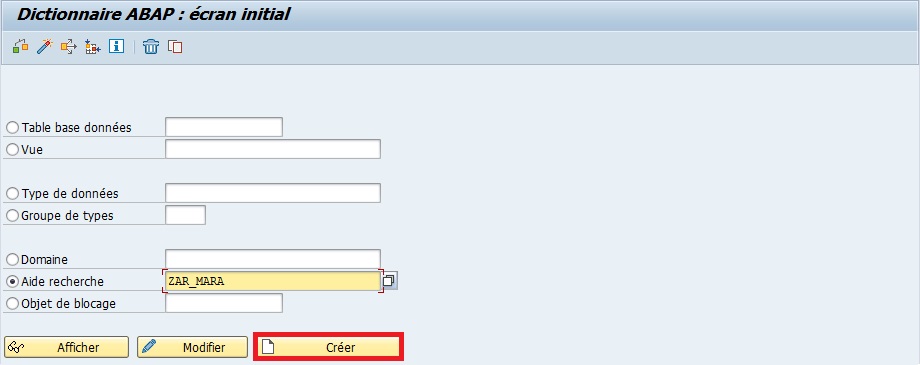 Dictionnaire ABAP : écran initial
Table base données
Vue
Type de données
Groupe de types
Domaine
Aide recherche ZAR_MARA
Objet de blocage
Afficher Modifier Créer